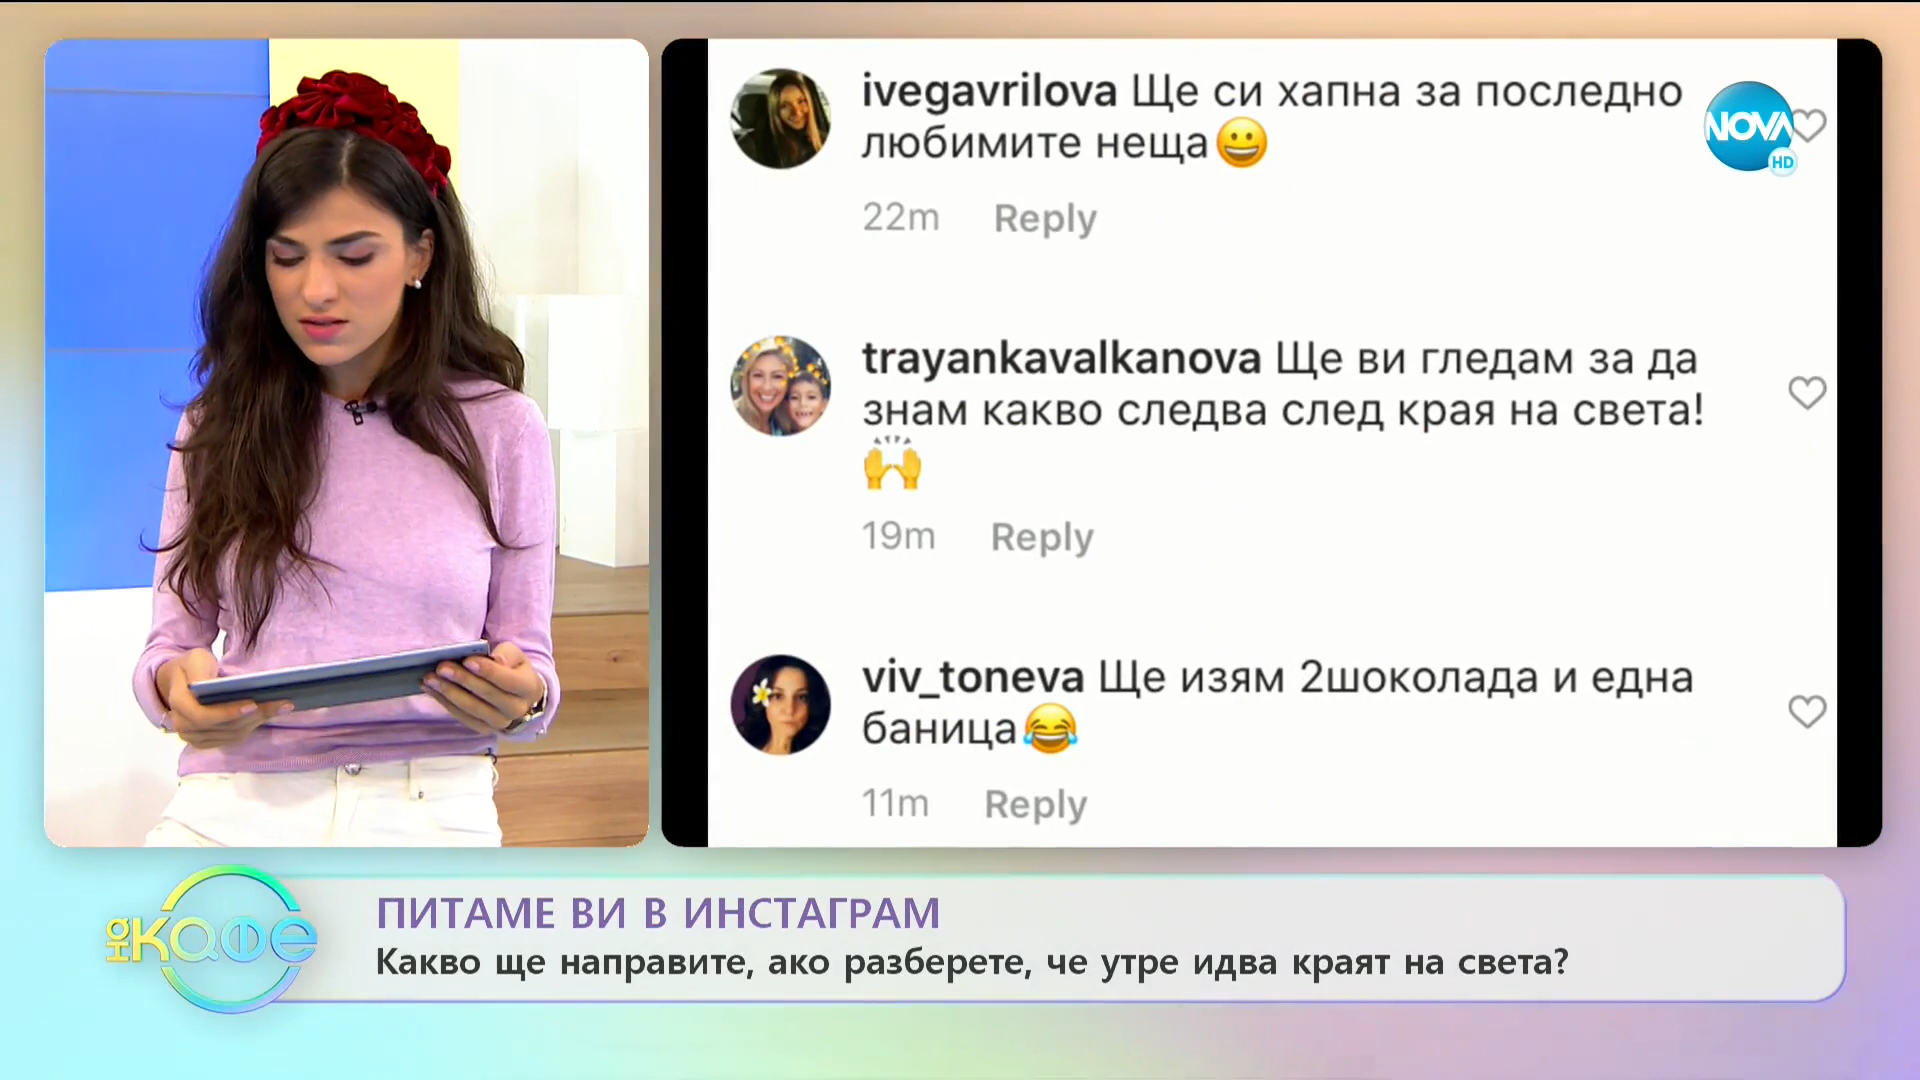 ivegavrilova Ще си хапна за последно
любимите неща😀
22m Reply
NOVA
HD
trayankavalkanova Ще ви гледам за да
знам какво следва след края на света!
🙌
19m Reply
viv_toneva Ще изям 2шоколада и една
баница😂
11m Reply
на КАФЕ
ПИТАМЕ ВИ В ИНСТАГРАМ
Какво ще направите, ако разберете, че утре идва краят на света?